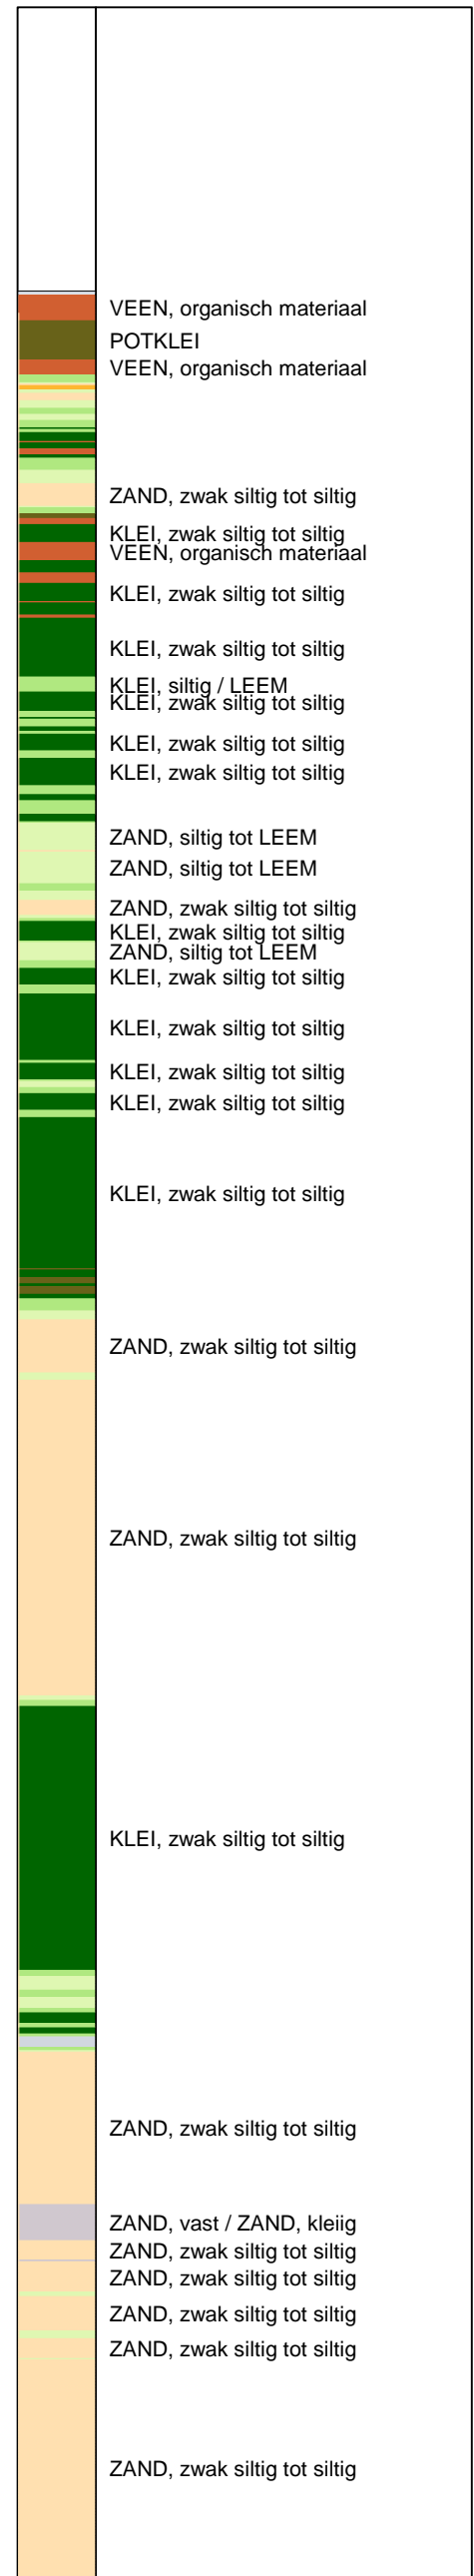 VEEN, organisch materiaal
POTKLEI
VEEN, organisch materiaal
ZAND, zwak siltig tot siltig
KLEI, zwak siltig tot siltig
VEEN, organisch materiaal
KLEI, zwak siltig tot siltig
KLEI, zwak siltig tot siltig
KLEI, siltig / LEEM
KLEI, zwak siltig tot siltig
KLEI, zwak siltig tot siltig
KLEI, zwak siltig tot siltig
ZAND, siltig tot LEEM
ZAND, siltig tot LEEM
ZAND, zwak siltig tot siltig
KLEI, zwak siltig tot siltig
ZAND, siltig tot LEEM
KLEI, zwak siltig tot siltig
KLEI, zwak siltig tot siltig
KLEI, zwak siltig tot siltig
KLEI, zwak siltig tot siltig
KLEI, zwak siltig tot siltig
ZAND, zwak siltig tot siltig
ZAND, zwak siltig tot siltig
KLEI, zwak siltig tot siltig
ZAND, zwak siltig tot siltig
ZAND, vast / ZAND, kleiig
ZAND, zwak siltig tot siltig
ZAND, zwak siltig tot siltig
ZAND, zwak siltig tot siltig
ZAND, zwak siltig tot siltig
ZAND, zwak siltig tot siltig